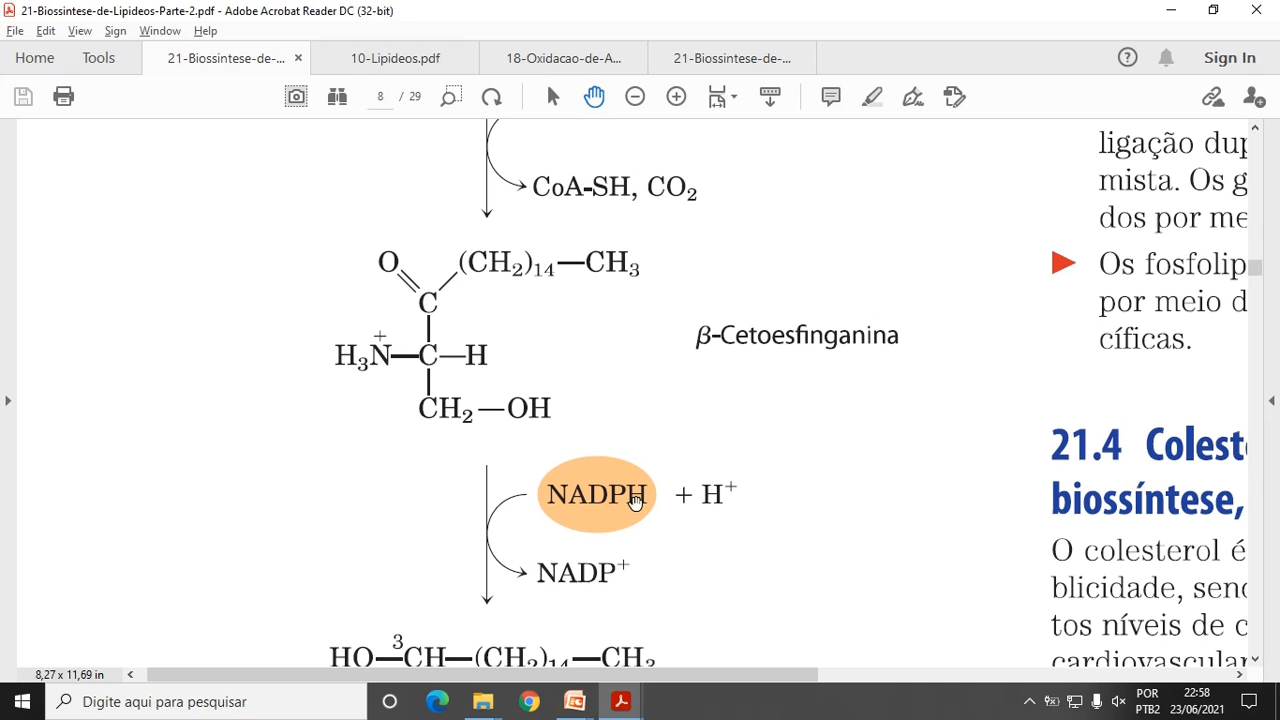 21-Biossintese-de-Lipideos-Parte-2.pdf - Adobe Acrobat Reader DC (32-bit)
File Edit View Sign Window Help
Home Tools 21-Biossintese-de-... × 10-Lipideos.pdf 18-Oxidacao-de-A... 21-Biossintese-de-... ? Sign In
8 / 29
ligação dup
CoA-SH, CO₂
mista. Os g
dos por me
O (CH₂)₁₄—CH₃
Os fosfolip
C
por meio d
+
β-Cetoesfinganina
cíficas.
H₃N—C—H
CH₂—OH
21.4 Colest
NADPH + H⁺
biossíntese,
O colesterol é
NADP⁺
blicidade, send
tos níveis de c
3
HO—CH—(CH₂)₁₄—CH₃
cardiovascular
8,27 x 11,69 in
Digite aqui para pesquisar
POR
PTB2
22:58
23/06/2021